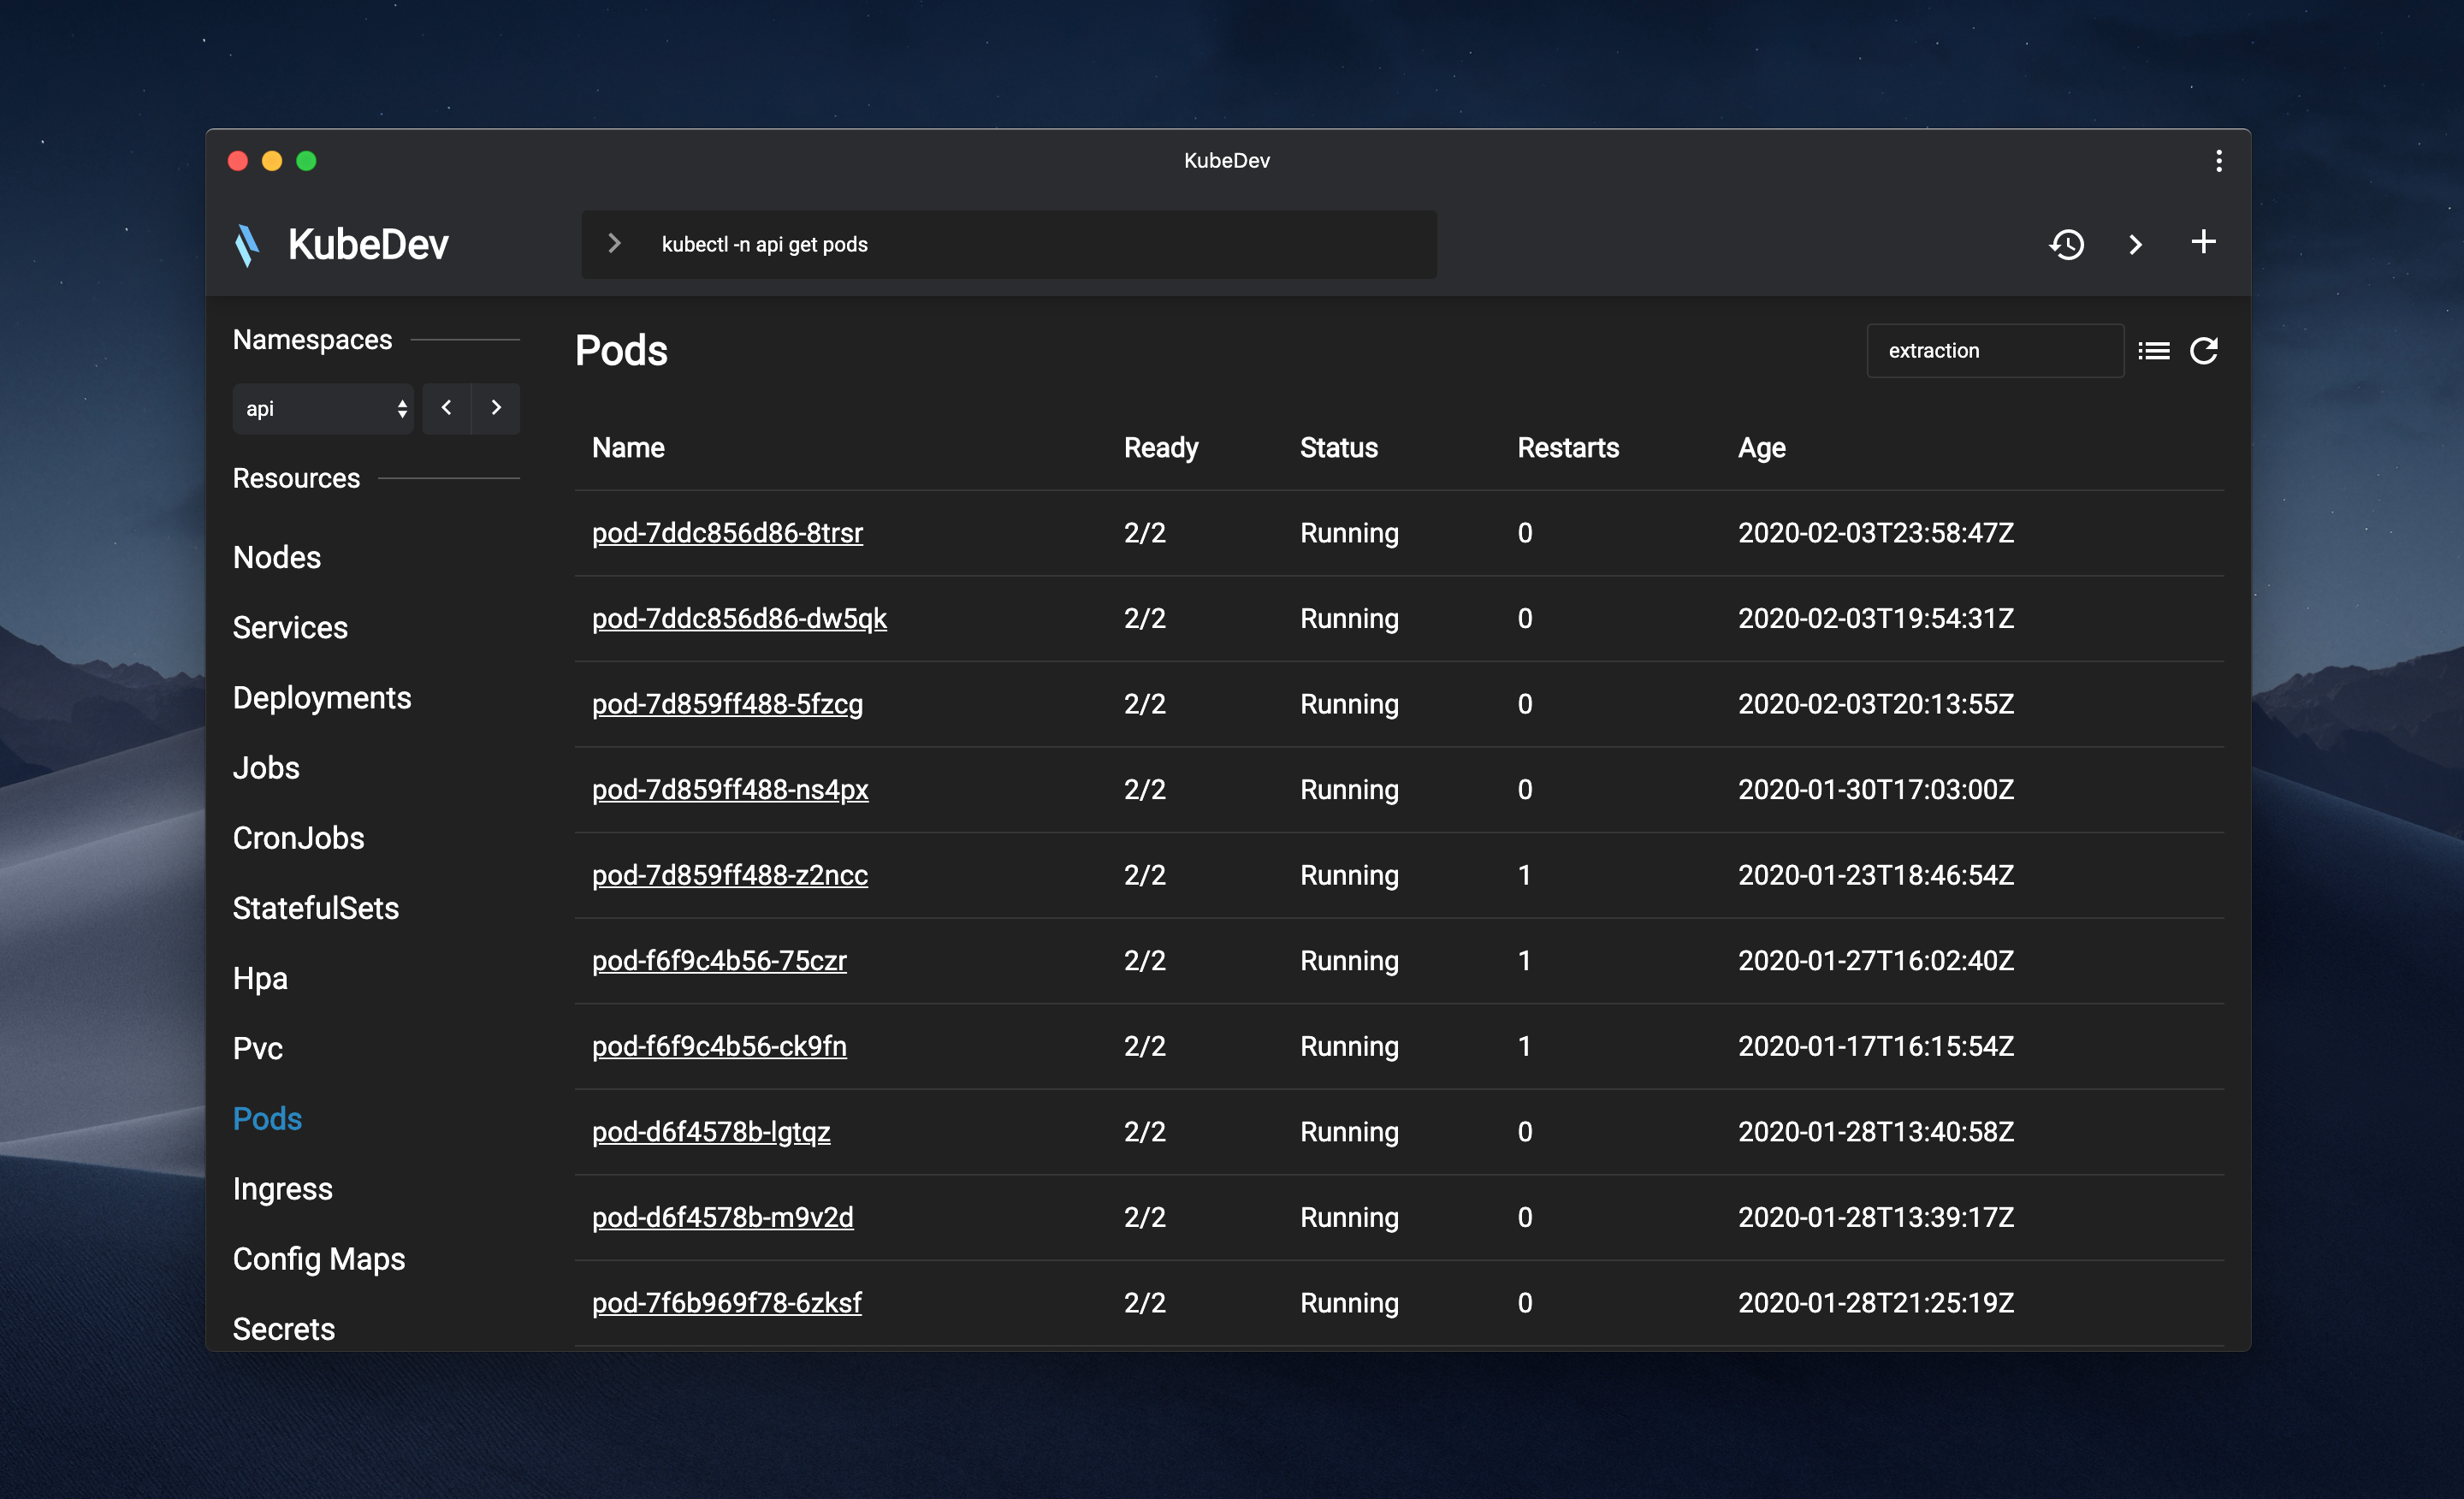 KubeDev
KubeDev
kubectl -n api get pods
Namespaces
api
Resources
Nodes
Services
Deployments
Jobs
CronJobs
StatefulSets
Hpa
Pvc
Pods
Ingress
Config Maps
Secrets
Pods
extraction
Name Ready Status Restarts Age
pod-7ddc856d86-8trsr 2/2 Running 0 2020-02-03T23:58:47Z
pod-7ddc856d86-dw5qk 2/2 Running 0 2020-02-03T19:54:31Z
pod-7d859ff488-5fzcg 2/2 Running 0 2020-02-03T20:13:55Z
pod-7d859ff488-ns4px 2/2 Running 0 2020-01-30T17:03:00Z
pod-7d859ff488-z2ncc 2/2 Running 1 2020-01-23T18:46:54Z
pod-f6f9c4b56-75czr 2/2 Running 1 2020-01-27T16:02:40Z
pod-f6f9c4b56-ck9fn 2/2 Running 1 2020-01-17T16:15:54Z
pod-d6f4578b-lgtqz 2/2 Running 0 2020-01-28T13:40:58Z
pod-d6f4578b-m9v2d 2/2 Running 0 2020-01-28T13:39:17Z
pod-7f6b969f78-6zksf 2/2 Running 0 2020-01-28T21:25:19Z